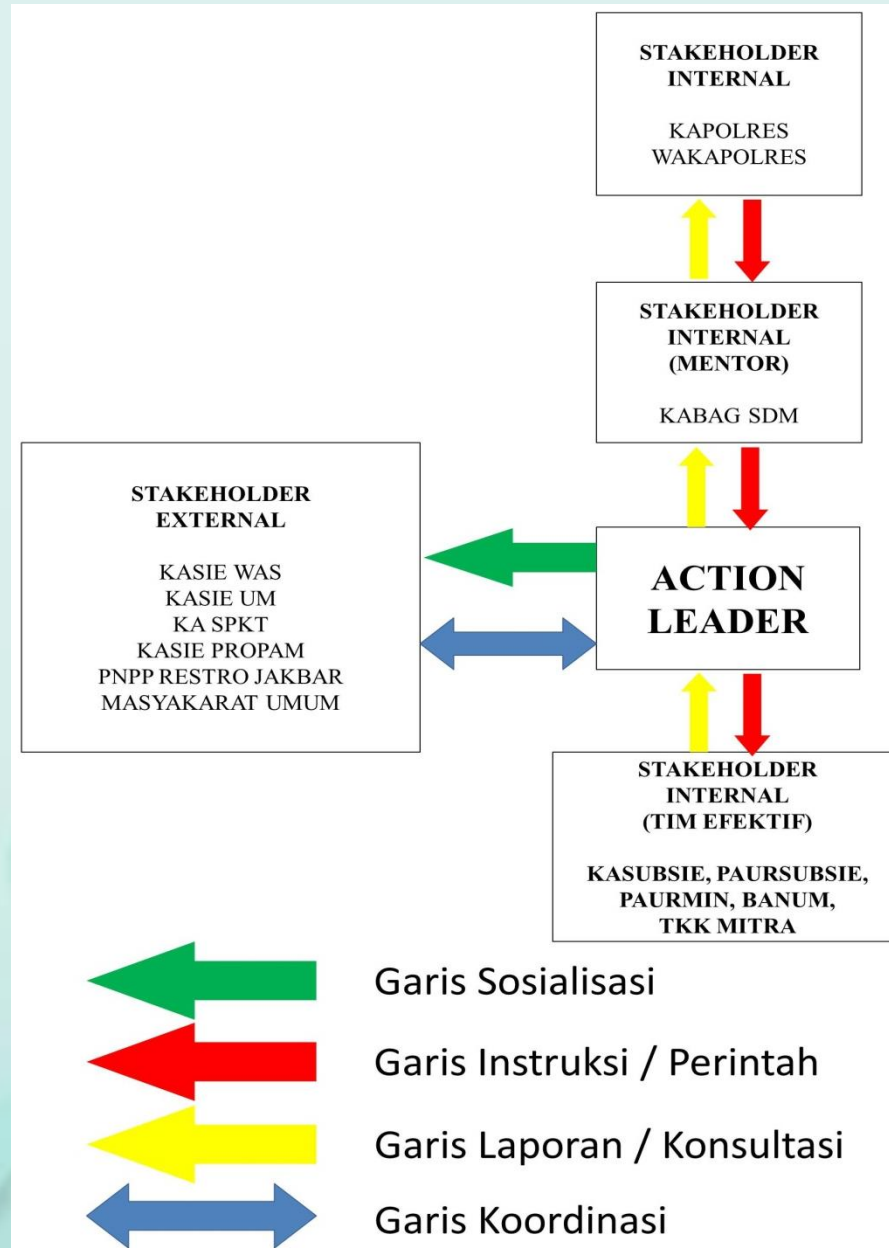 STAKEHOLDER
INTERNAL
KAPOLRES
WAKAPOLRES
STAKEHOLDER
INTERNAL
(MENTOR)
KABAG SDM
STAKEHOLDER
EXTERNAL
KASIE WAS
KASIE UM
KA SPKT
KASIE PROPAM
PNPP RESTRO JAKBAR
MASYAKARAT UMUM
ACTION
LEADER
STAKEHOLDER
INTERNAL
(TIM EFEKTIF)
KASUBSIE, PAURSUBSIE,
PAURMIN, BANUM,
TKK MITRA
Garis Sosialisasi
Garis Instruksi / Perintah
Garis Laporan / Konsultasi
Garis Koordinasi